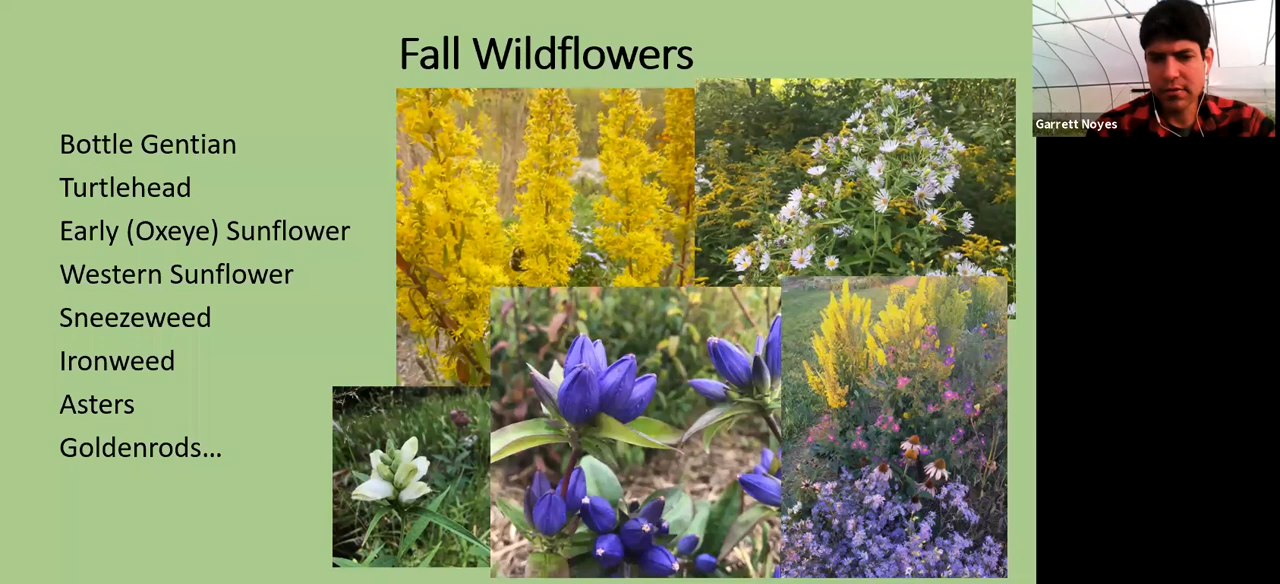 Fall Wildflowers
Bottle Gentian
Turtlehead
Early (Oxeye) Sunflower
Western Sunflower
Sneezeweed
Ironweed
Asters
Goldenrods...
Garrett Noyes